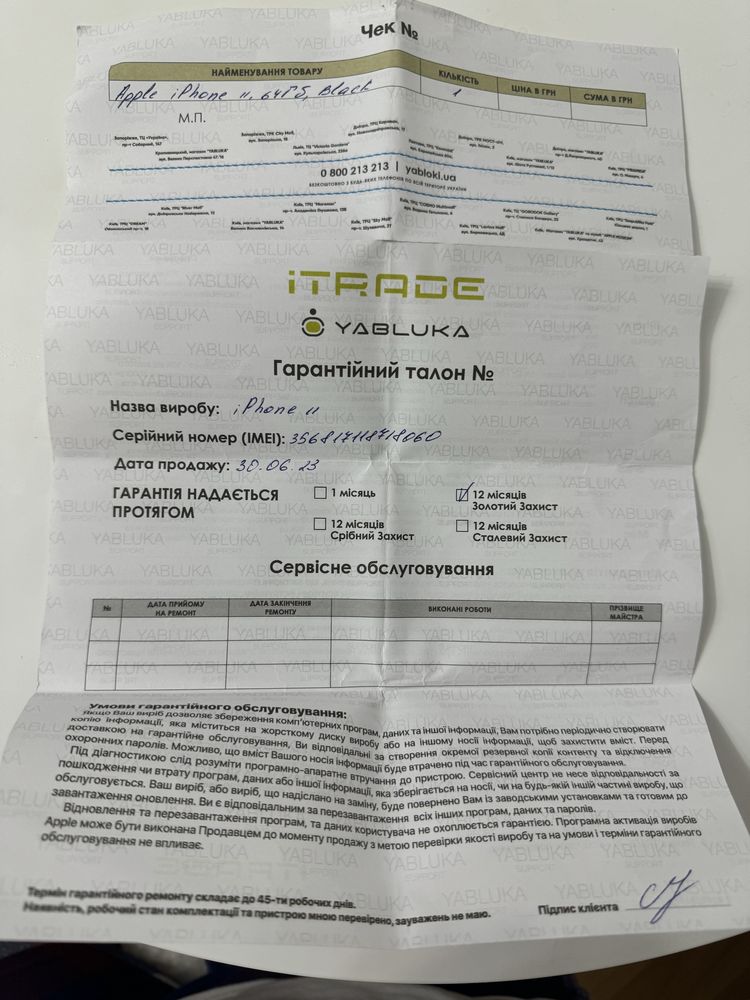 Чек №
НАЙМЕНУВАННЯ ТОВАРУ КІЛЬКІСТЬ ЦІНА В ГРН СУМА В ГРН
Apple iPhone 11, 64ГБ, Black 1
М.П.
0 800 213 213 | yabloki.ua
БЕЗКОШТОВНО З БУДЬ-ЯКИХ ТЕЛЕФОНІВ ПО ВСІЙ ТЕРИТОРІЇ УКРАЇНИ
iTRADE
YABLUKA
Гарантійний талон №
Назва виробу: iPhone 11
Серійний номер (IMEI): 356817118718060
Дата продажу: 30.06.23
ГАРАНТІЯ НАДАЄТЬСЯ
ПРОТЯГОМ
1 місяць
12 місяців
Золотий Захист
12 місяців
Срібний Захист
12 місяців
Сталевий Захист
Сервісне обслуговування
№ ДАТА ПРИЙОМУ НА РЕМОНТ ДАТА ЗАКІНЧЕННЯ РЕМОНТУ ВИКОНАНІ РОБОТИ ПРІЗВИЩЕ МАЙСТРА
Умови гарантійного обслуговування:
Якщо Ваш виріб дозволяє збереження комп'ютерних програм, даних та іншої інформації, Вам потрібно періодично створювати
копію інформації, яка міститься на жорсткому диску виробу або на іншому носії інформації, щоб захистити вміст. Перед
доставкою на гарантійне обслуговування, Ви відповідальні за створення окремої резервної копії контенту та відключення
охоронних паролів. Можливо, що вміст Вашого носія інформації буде втрачено під час гарантійного обслуговування.
Під діагностикою слід розуміти програмно-апаратне втручання до пристрою. Сервісний центр не несе відповідальності за
пошкодження чи втрату програм, даних або іншої інформації, яка зберігається на носії, чи на будь-якій іншій частині виробу, що
обслуговується. Ваш виріб, або виріб, що надіслано на заміну, буде повернено Вам із заводськими установками та готовим до
завантаження оновлення. Ви є відповідальним за перезавантаження всіх інших програм, даних та паролів.
Відновлення та перезавантаження програм, та даних користувача не охоплюється гарантією. Програмна активація виробів
Apple може бути виконана Продавцем до моменту продажу з метою перевірки якості виробу та на умови і терміни гарантійного
обслуговування не впливає.
Термін гарантійного ремонту складає до 45-ти робочих днів.
Наявність, робочий стан комплектації та пристрою мною перевірено, зауважень не маю. Підпис клієнта